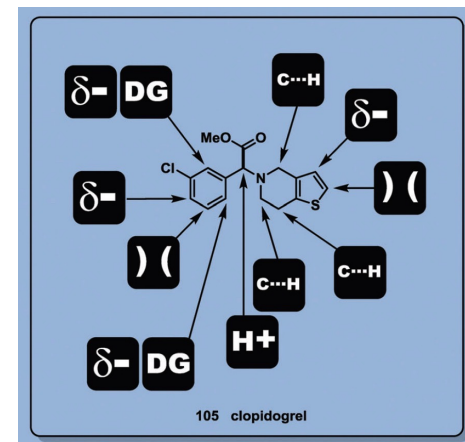 C···H
δ- DG
δ-
MeO O
Cl
N
) (
δ-
S
) (
C···H
C···H
H+
δ- DG
105 clopidogrel